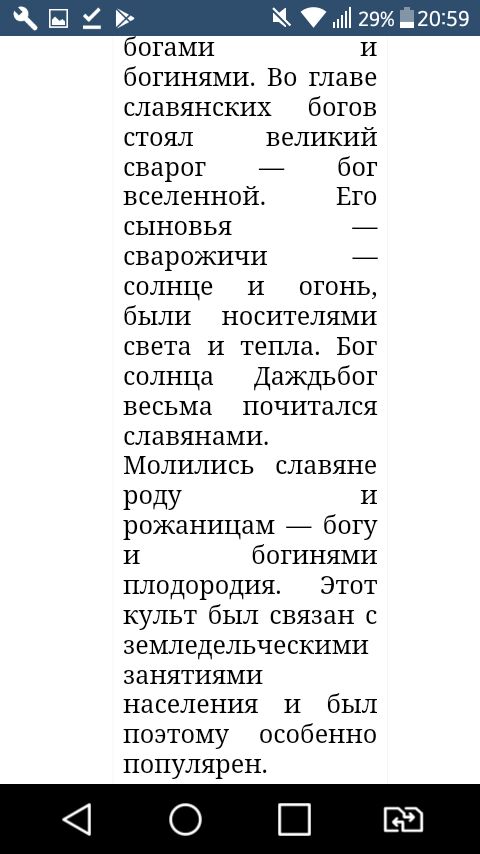 29% 20:59
богами и
богинями. Во главе
славянских богов
стоял великий
сварог — бог
вселенной. Его
сыновья —
сварожичи —
солнце и огонь,
были носителями
света и тепла. Бог
солнца Даждьбог
весьма почитался
славянами.
Молились славяне
роду и
рожаницам — богу
и богинями
плодородия. Этот
культ был связан с
земледельческими
занятиями
населения и был
поэтому особенно
популярен.